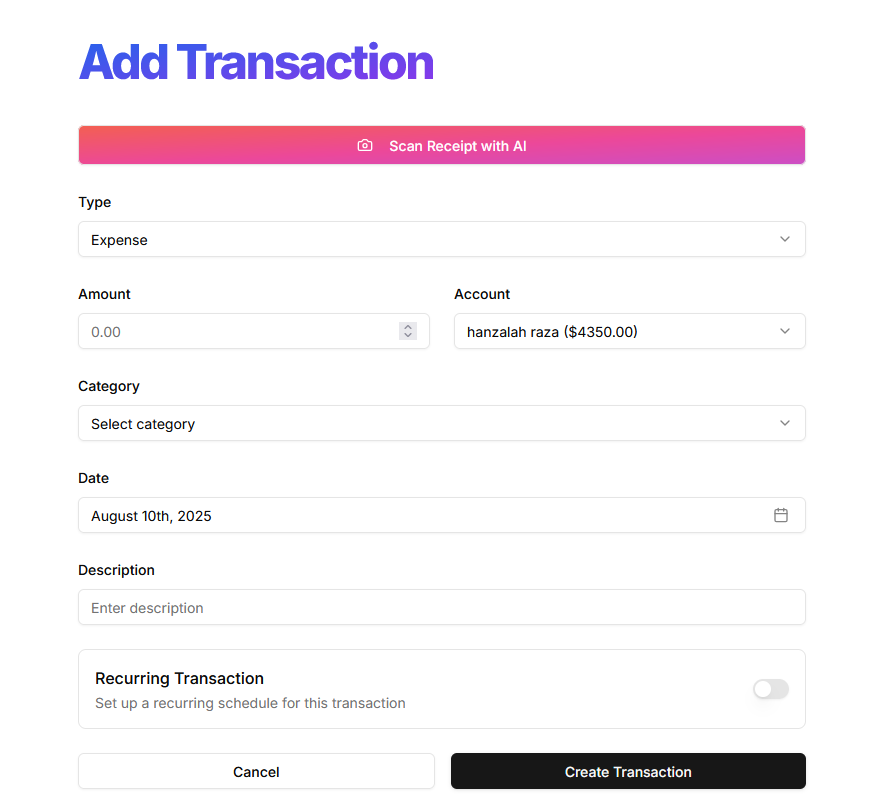 Add Transaction
Scan Receipt with AI
Type
Expense
Amount
Account
0.00
hanzalah raza ($4350.00)
Category
Select category
Date
August 10th, 2025
Description
Enter description
Recurring Transaction
Set up a recurring schedule for this transaction
Cancel
Create Transaction